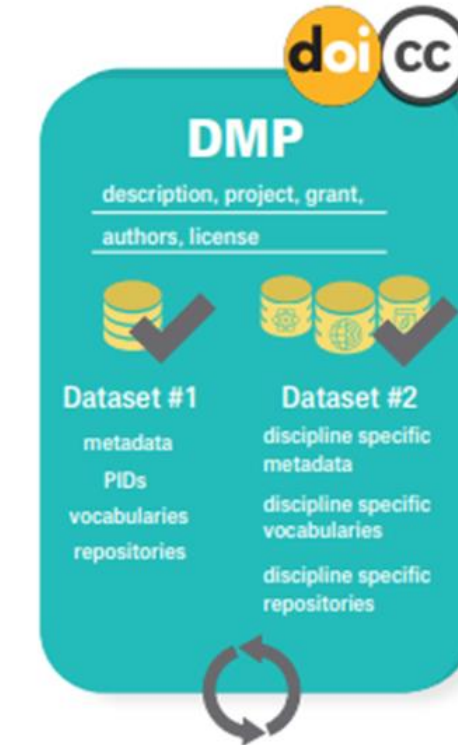 doi cc
DMP
description, project, grant,
authors, license
Dataset #1
metadata
PIDs
vocabularies
repositories
Dataset #2
discipline specific
metadata
discipline specific
vocabularies
discipline specific
repositories